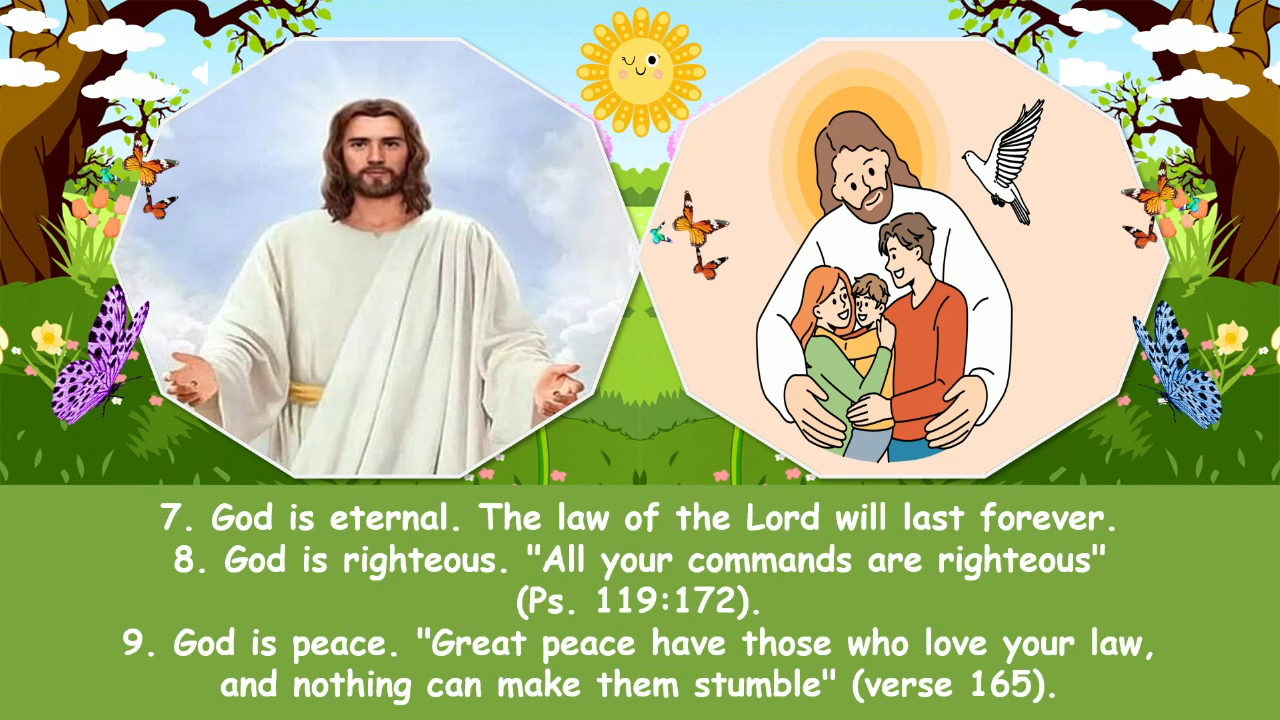 7. God is eternal. The law of the Lord will last forever.
8. God is righteous. "All your commands are righteous"
(Ps. 119:172).
9. God is peace. "Great peace have those who love your law,
and nothing can make them stumble" (verse 165).